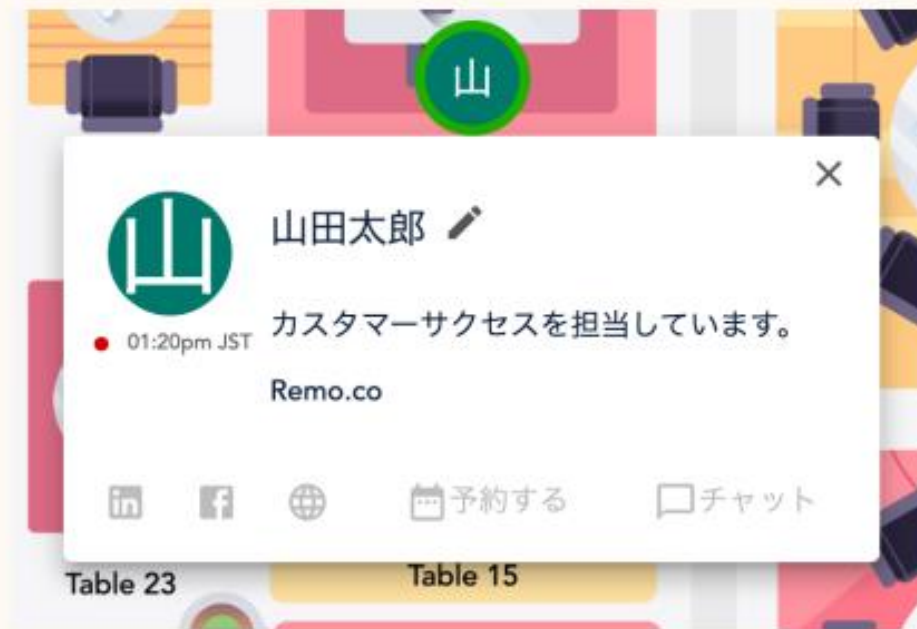 山
山
山田太郎
カスタマーサクセスを担当しています。
01:20pm JST
Remo.co
in
f
予約する
チャット
Table 23
Table 15